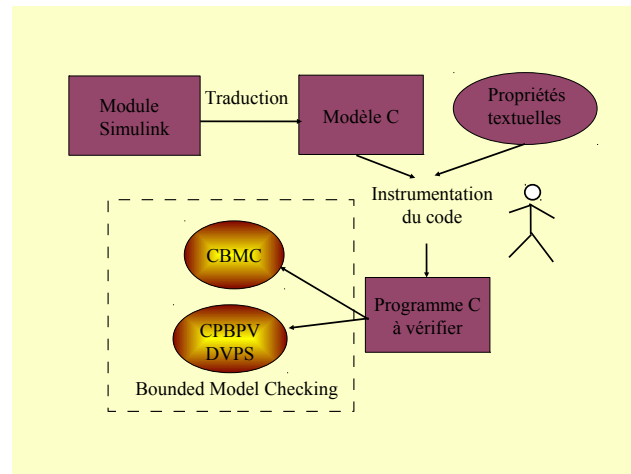 Module
Simulink
Traduction
Modèle C
Propriétés
textuelles
Instrumentation
du code
CBMC
CPBPV
DVPS
Programme C
à vérifier
Bounded Model Checking